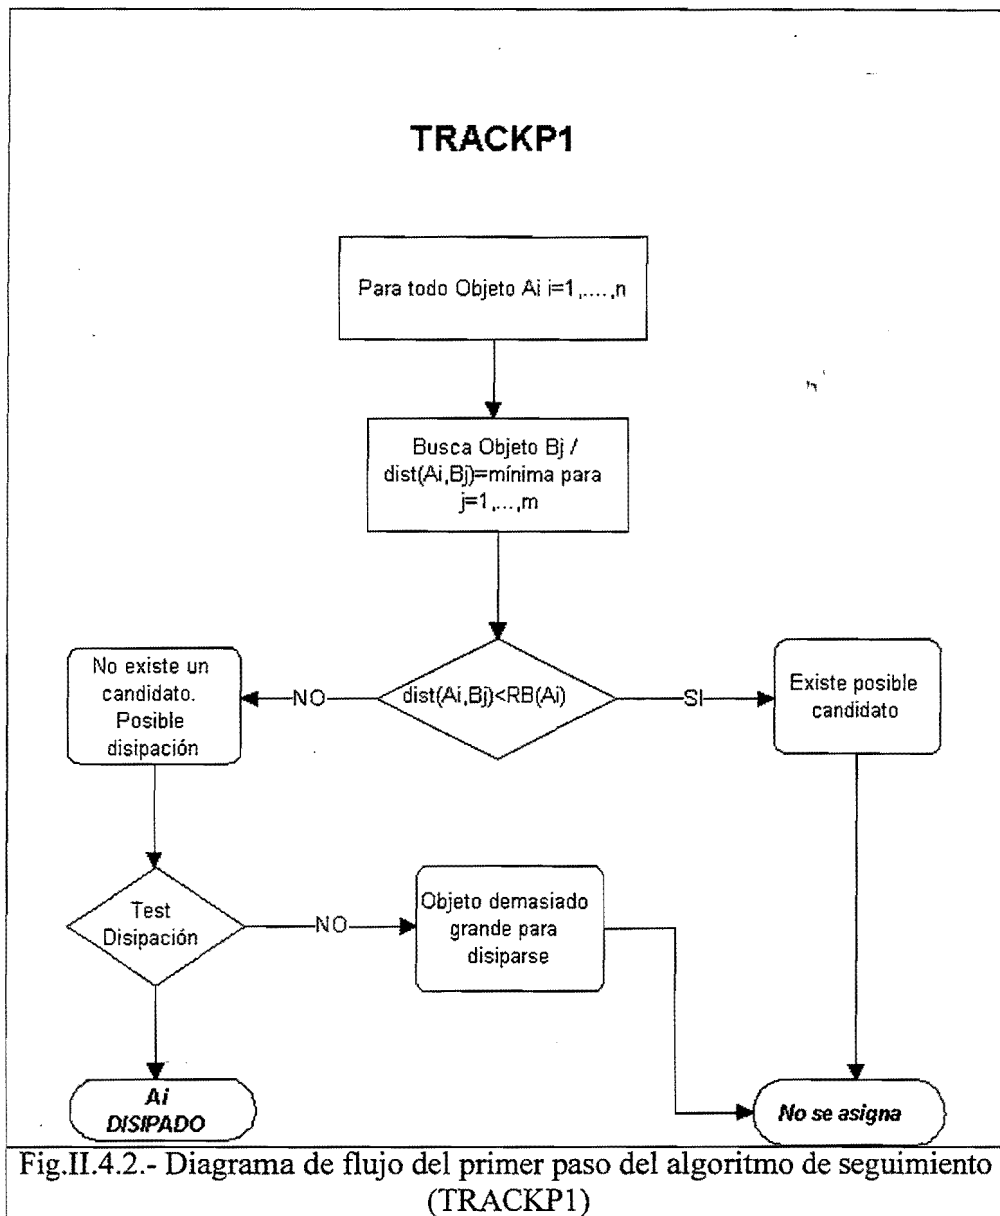 TRACKP1
Para todo Objeto Ai i=1,....,n
Busca Objeto Bj /
dist(Ai,Bj)=mínima para
j=1,...,m
No existe un
candidato.
Posible
disipación
NO
dist(Ai,Bj)<RB(Ai)
SI
Existe posible
candidato
Test
Disipación
NO
Objeto demasiado
grande para
disiparse
Ai
DISIPADO
No se asigna
Fig.II.4.2.- Diagrama de flujo del primer paso del algoritmo de seguimiento
(TRACKP1)